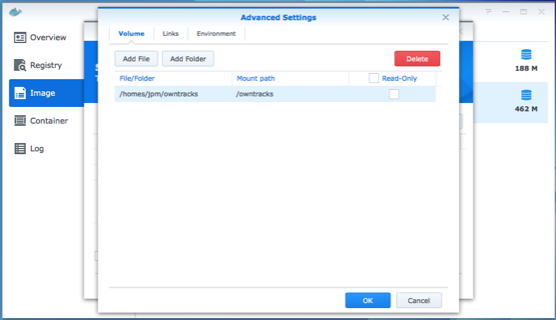 Advanced Settings
Volume Links Environment
Add File Add Folder Delete
File/Folder Mount path Read-Only
/homes/jpm/owntracks /owntracks
OK Cancel
Overview
Registry
Image
Container
Log
188 M
462 M